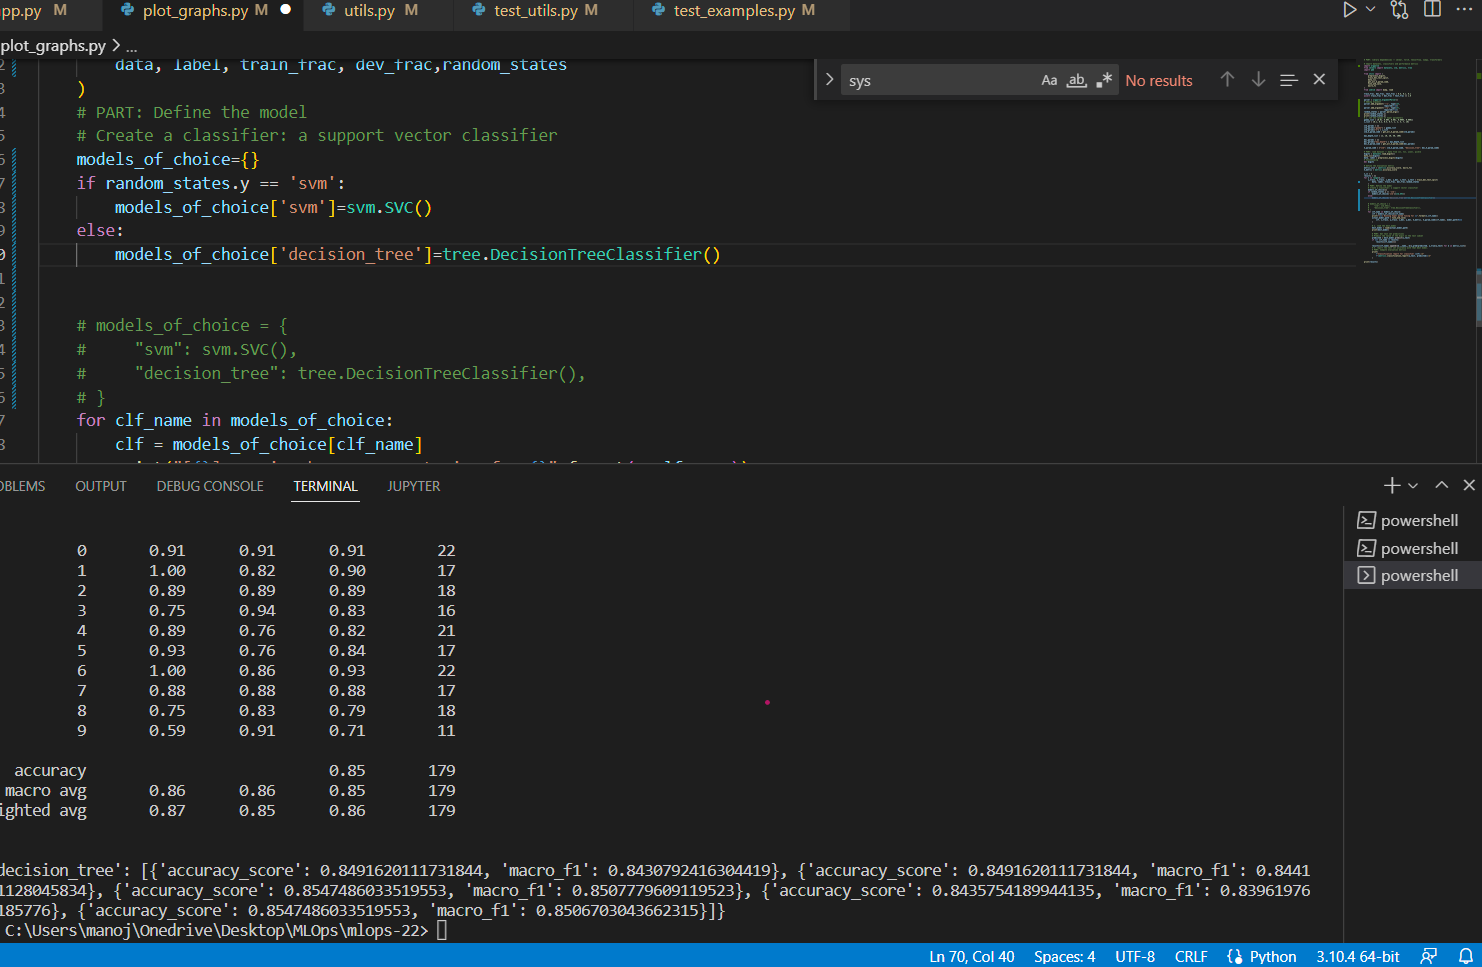 app.py M plot_graphs.py M utils.py M test_utils.py M test_examples.py M
plot_graphs.py > ...
sys Aa ab No results
data, label, train_frac, dev_frac,random_states
)
# PART: Define the model
# Create a classifier: a support vector classifier
models_of_choice={}
if random_states.y == 'svm':
models_of_choice['svm']=svm.SVC()
else:
models_of_choice['decision_tree']=tree.DecisionTreeClassifier()
# models_of_choice = {
#     "svm": svm.SVC(),
#     "decision_tree": tree.DecisionTreeClassifier(),
# }
for clf_name in models_of_choice:
clf = models_of_choice[clf_name]
OBLEMS OUTPUT DEBUG CONSOLE TERMINAL JUPYTER
powershell
powershell
powershell
0 0.91 0.91 0.91 22
1 1.00 0.82 0.90 17
2 0.89 0.89 0.89 18
3 0.75 0.94 0.83 16
4 0.89 0.76 0.82 21
5 0.93 0.76 0.84 17
6 1.00 0.86 0.93 22
7 0.88 0.88 0.88 17
8 0.75 0.83 0.79 18
9 0.59 0.91 0.71 11
accuracy 0.85 179
macro avg 0.86 0.86 0.85 179
ighted avg 0.87 0.85 0.86 179
decision_tree': [{'accuracy_score': 0.8491620111731844, 'macro_f1': 0.8430792416304419}, {'accuracy_score': 0.8491620111731844, 'macro_f1': 0.8441
1128045834}, {'accuracy_score': 0.8547486033519553, 'macro_f1': 0.8507779609119523}, {'accuracy_score': 0.8435754189944135, 'macro_f1': 0.83961976
185776}, {'accuracy_score': 0.8547486033519553, 'macro_f1': 0.8506703043662315}]}
C:\Users\manoj\Onedrive\Desktop\MLOps\mlops-22>
Ln 70, Col 40 Spaces: 4 UTF-8 CRLF Python 3.10.4 64-bit